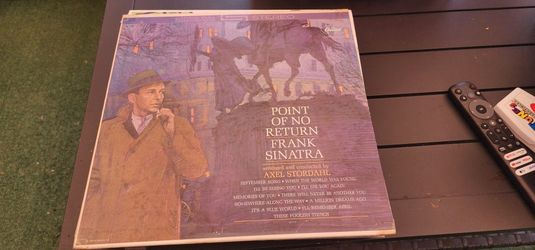 Capitol
POINT
OF NO
RETURN
FRANK
SINATRA
arranged and conducted by
AXEL STORDAHL
SEPTEMBER SONG • WHEN THE WORLD WAS YOUNG
I'LL BE SEEING YOU • I'LL SEE YOU AGAIN
MEMORIES OF YOU • THERE WILL NEVER BE ANOTHER YOU
SOMEWHERE ALONG THE WAY • A MILLION DREAMS AGO
IT'S A BLUE WORLD • I'LL REMEMBER APRIL
THESE FOOLISH THINGS